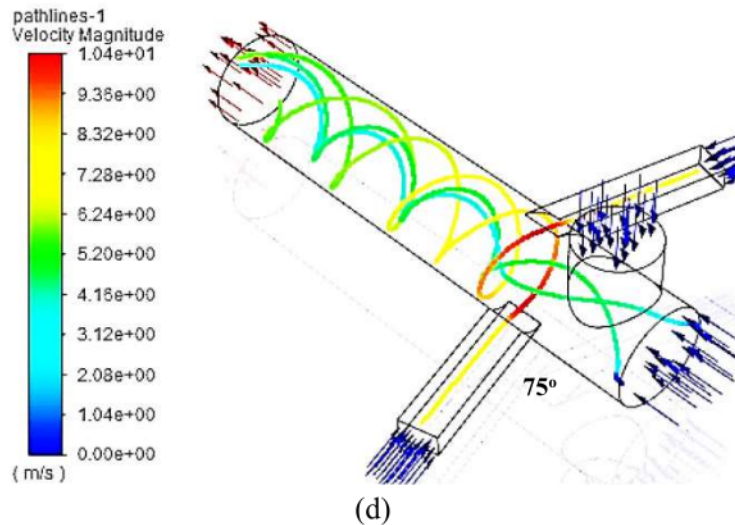 pathlines-1
Velocity Magnitude
1.04e+01
9.36e+00
8.32e+00
7.28e+00
6.24e+00
5.20e+00
4.16e+00
3.12e+00
2.08e+00
1.04e+00
0.00e+00
( m/s )
75°
(d)